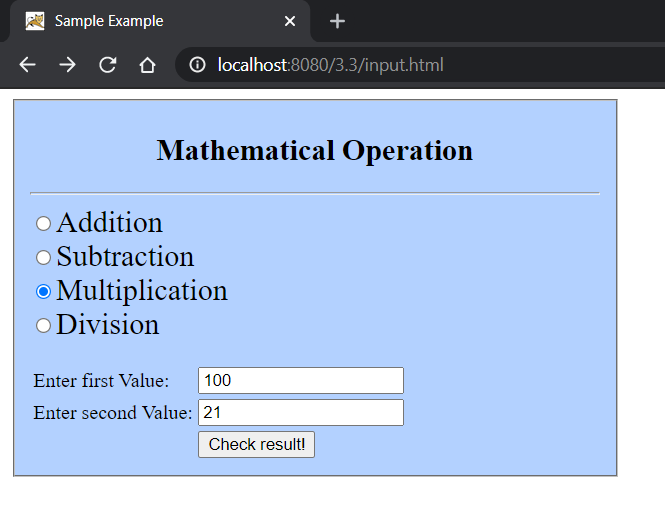 Sample Example
localhost:8080/3.3/input.html
Mathematical Operation
Addition
Subtraction
Multiplication
Division
Enter first Value: 100
Enter second Value: 21
Check result!